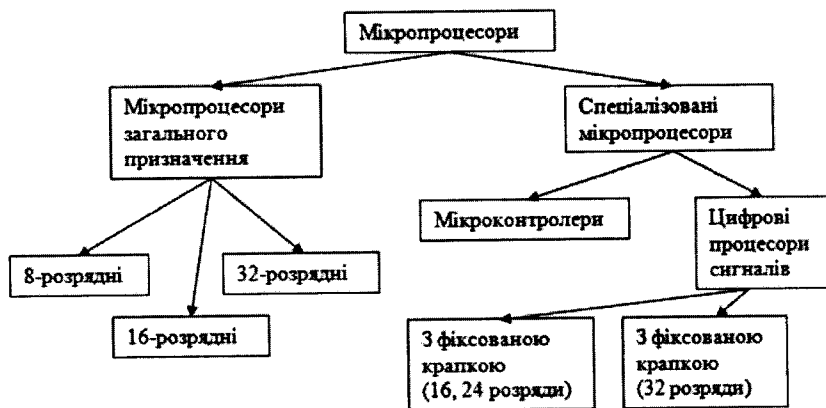 Мікропроцесори
Мікропроцесори
загального
призначення
Спеціалізовані
мікропроцесори
Мікроконтролери
Цифрові
процесори
сигналів
8-розрядні
32-розрядні
16-розрядні
З фіксованою
крапкою
(16, 24 розряди)
З фіксованою
крапкою
(32 розряди)